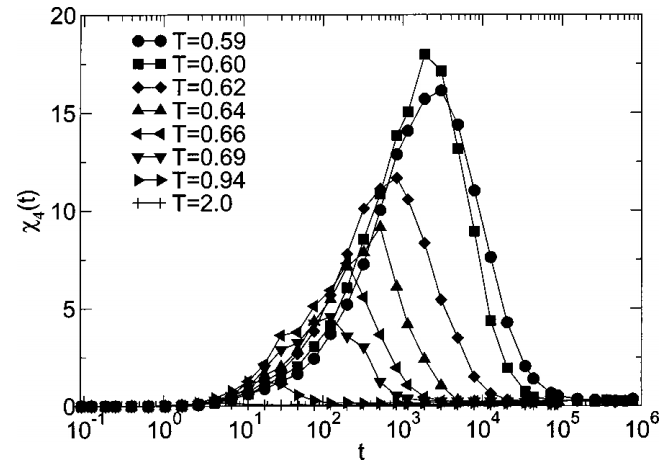 20
15
10
5
0
χ₄(t)
T=0.59
T=0.60
T=0.62
T=0.64
T=0.66
T=0.69
T=0.94
T=2.0
10⁻¹ 10⁰ 10¹ 10² 10³ 10⁴ 10⁵ 10⁶
t